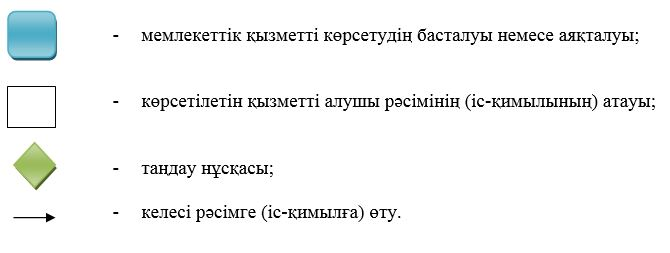 - мемлекеттік қызметті көрсетудің басталуы немесе аяқталуы;
- көрсетілетін қызметті алушы рәсімінің (іс-қимылының) атауы;
- таңдау нұсқасы;
- келесі рәсімге (іс-қимылға) өту.